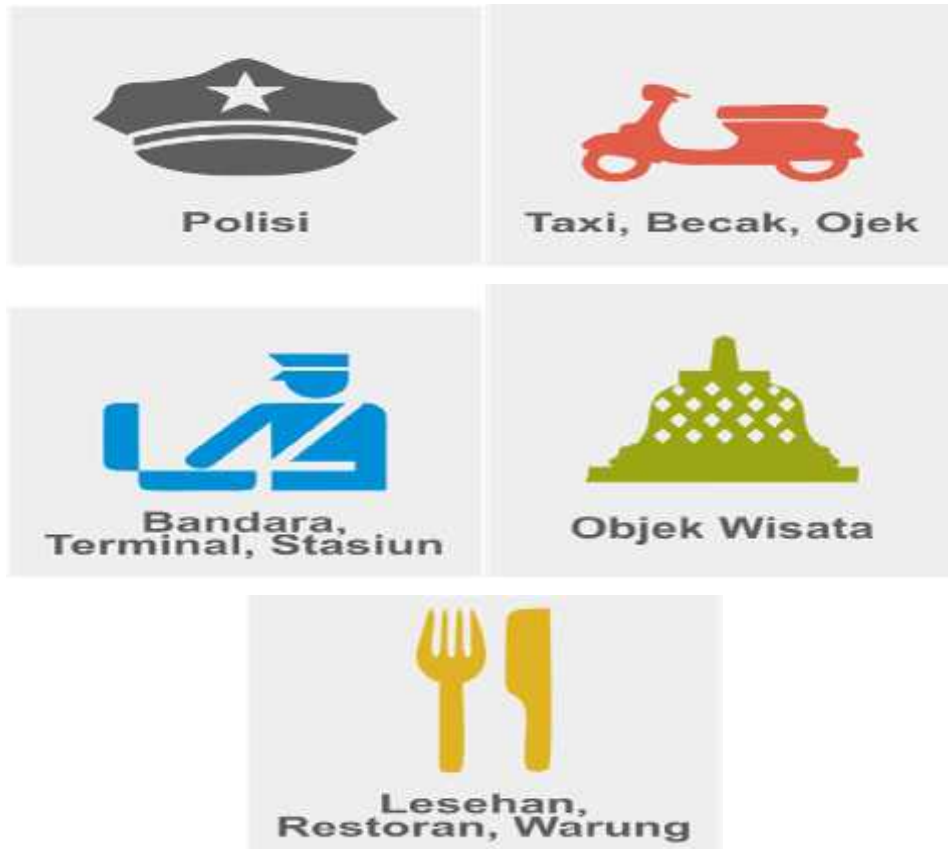 Polisi
Taxi, Becak, Ojek
Bandara,
Terminal, Stasiun
Objek Wisata
Lesehan,
Restoran, Warung